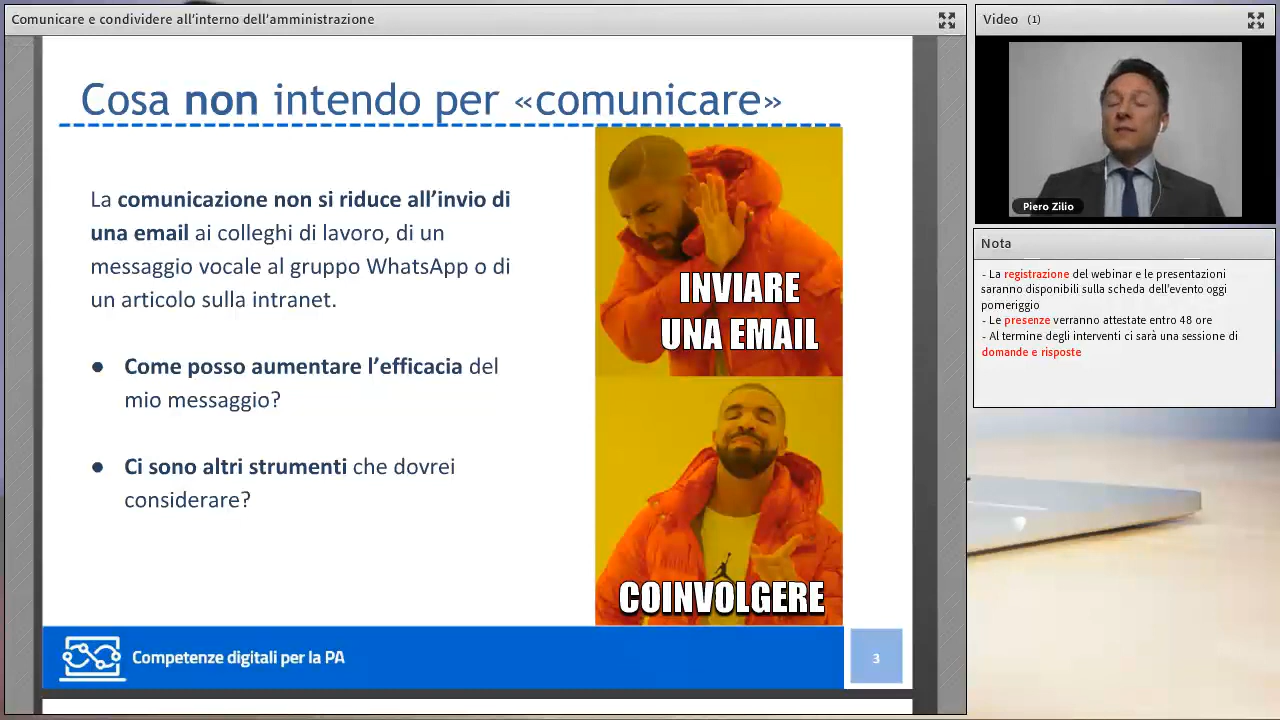 Comunicare e condividere all'interno dell'amministrazione
Cosa non intendo per «comunicare»
La comunicazione non si riduce all'invio di
una email ai colleghi di lavoro, di un
messaggio vocale al gruppo WhatsApp o di
un articolo sulla intranet.
● Come posso aumentare l'efficacia del
mio messaggio?
● Ci sono altri strumenti che dovrei
considerare?
INVIARE
UNA EMAIL
COINVOLGERE
Competenze digitali per la PA
3
Video (1)
Piero Zilio
Nota
- La registrazione del webinar e le presentazioni
saranno disponibili sulla scheda dell'evento oggi
pomeriggio
- Le presenze verranno attestate entro 48 ore
- Al termine degli interventi ci sarà una sessione di
domande e risposte